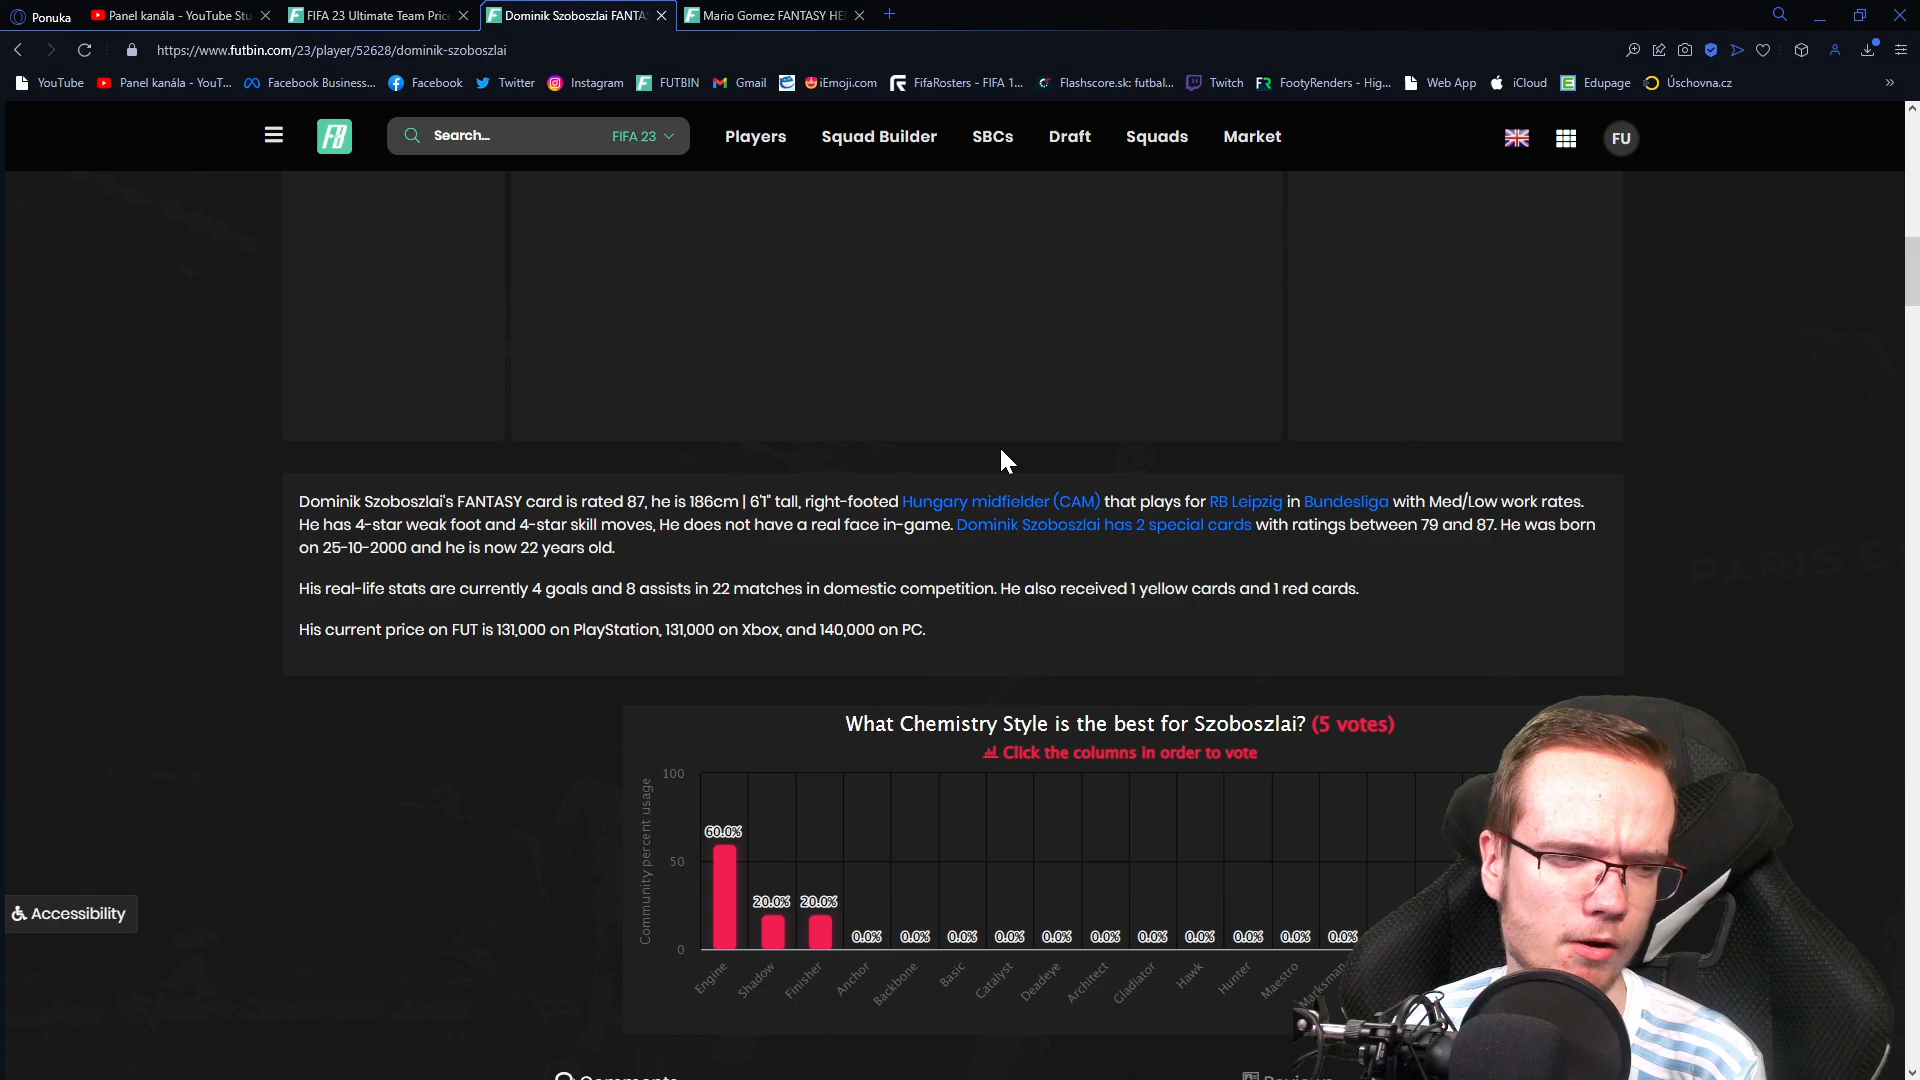 Ponuka
Panel kanála - YouTube Stu
FIFA 23 Ultimate Team Pric
Dominik Szoboszlai FANTA
Mario Gomez FANTASY HE
https://www.futbin.com/23/player/52628/dominik-szoboszlai
YouTube
Panel kanála - YouT...
Facebook Business...
Facebook
Twitter
Instagram
FUTBIN
Gmail
iEmoji.com
FifaRosters - FIFA 1...
Flashscore.sk: futbal...
Twitch
FootyRenders - Hig...
Web App
iCloud
Edupage
Úschovna.cz
FB
Search...
FIFA 23
Players
Squad Builder
SBCs
Draft
Squads
Market
FU
Dominik Szoboszlai's FANTASY card is rated 87, he is 186cm | 6'1" tall, right-footed Hungary midfielder (CAM) that plays for RB Leipzig in Bundesliga with Med/Low work rates.
He has 4-star weak foot and 4-star skill moves, He does not have a real face in-game. Dominik Szoboszlai has 2 special cards with ratings between 79 and 87. He was born
on 25-10-2000 and he is now 22 years old.
His real-life stats are currently 4 goals and 8 assists in 22 matches in domestic competition. He also received 1 yellow cards and 1 red cards.
His current price on FUT is 131,000 on PlayStation, 131,000 on Xbox, and 140,000 on PC.
PARIS E
What Chemistry Style is the best for Szoboszlai? (5 votes)
Click the columns in order to vote
Community percent usage
100
50
0
60.0%
20.0%
20.0%
0.0%
0.0%
0.0%
0.0%
0.0%
0.0%
0.0%
0.0%
0.0%
0.0%
0.0%
Engine
Shadow
Finisher
Anchor
Backbone
Basic
Catalyst
Deadeye
Architect
Gladiator
Hawk
Hunter
Maestro
Marksman
Accessibility
Comments
Reviews